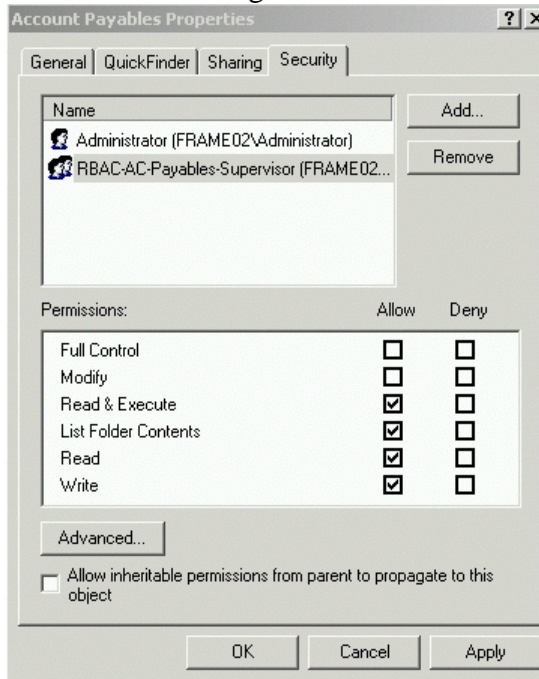 Account Payables Properties ? X
General QuickFinder Sharing Security
Name
Administrator (FRAME02\Administrator)
RBAC-AC-Payables-Supervisor (FRAME02...
Add...
Remove
Permissions: Allow Deny
Full Control
Modify
Read & Execute
List Folder Contents
Read
Write
Advanced...
Allow inheritable permissions from parent to propagate to this
object
OK Cancel Apply